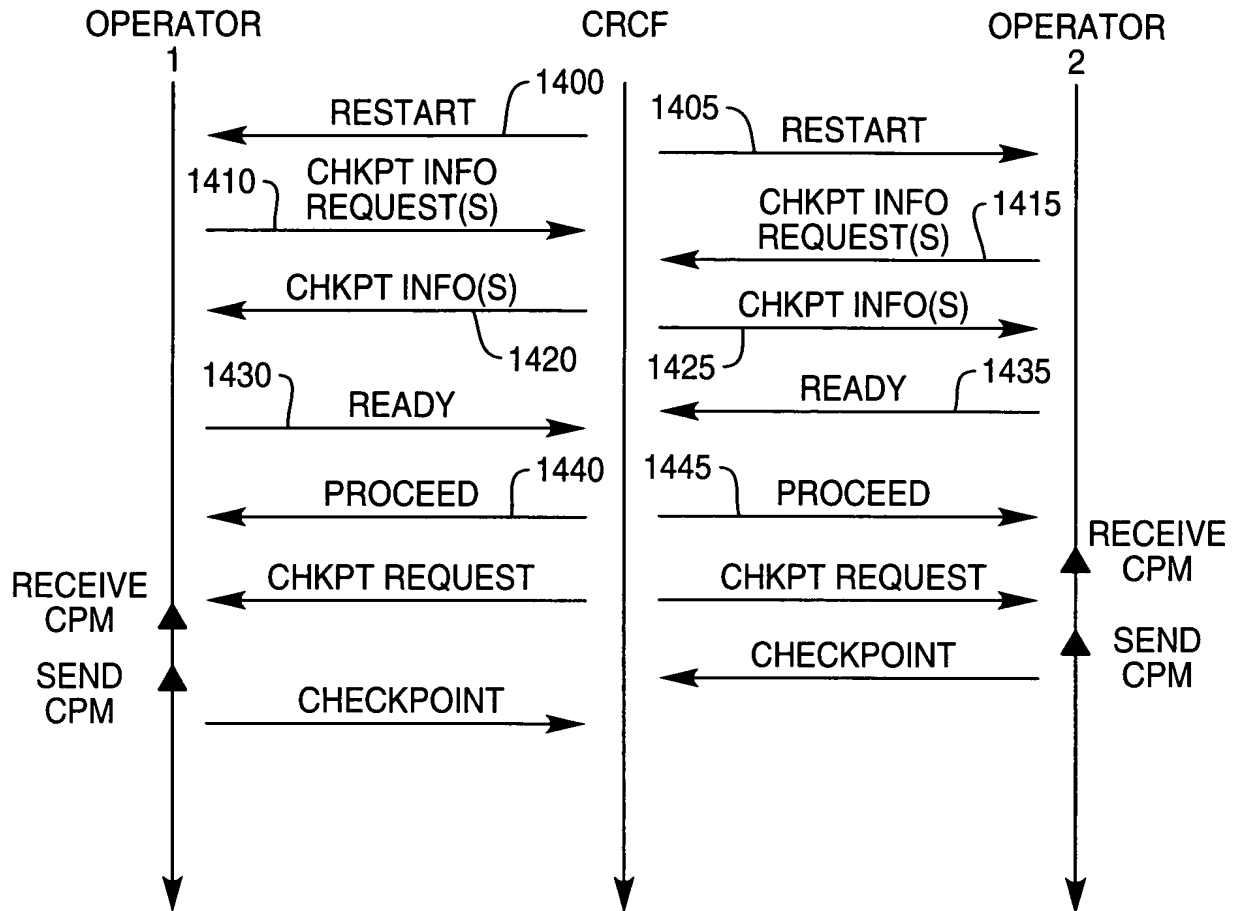 OPERATOR
1
CRCF
OPERATOR
2
1400
RESTART
1405
RESTART
1410
CHKPT INFO
REQUEST(S)
CHKPT INFO
REQUEST(S)
1415
CHKPT INFO(S)
1420
CHKPT INFO(S)
1425
1430
READY
READY
1435
1440
PROCEED
1445
PROCEED
RECEIVE
CPM
CHKPT REQUEST
CHKPT REQUEST
RECEIVE
CPM
SEND
CPM
CHECKPOINT
CHECKPOINT
SEND
CPM